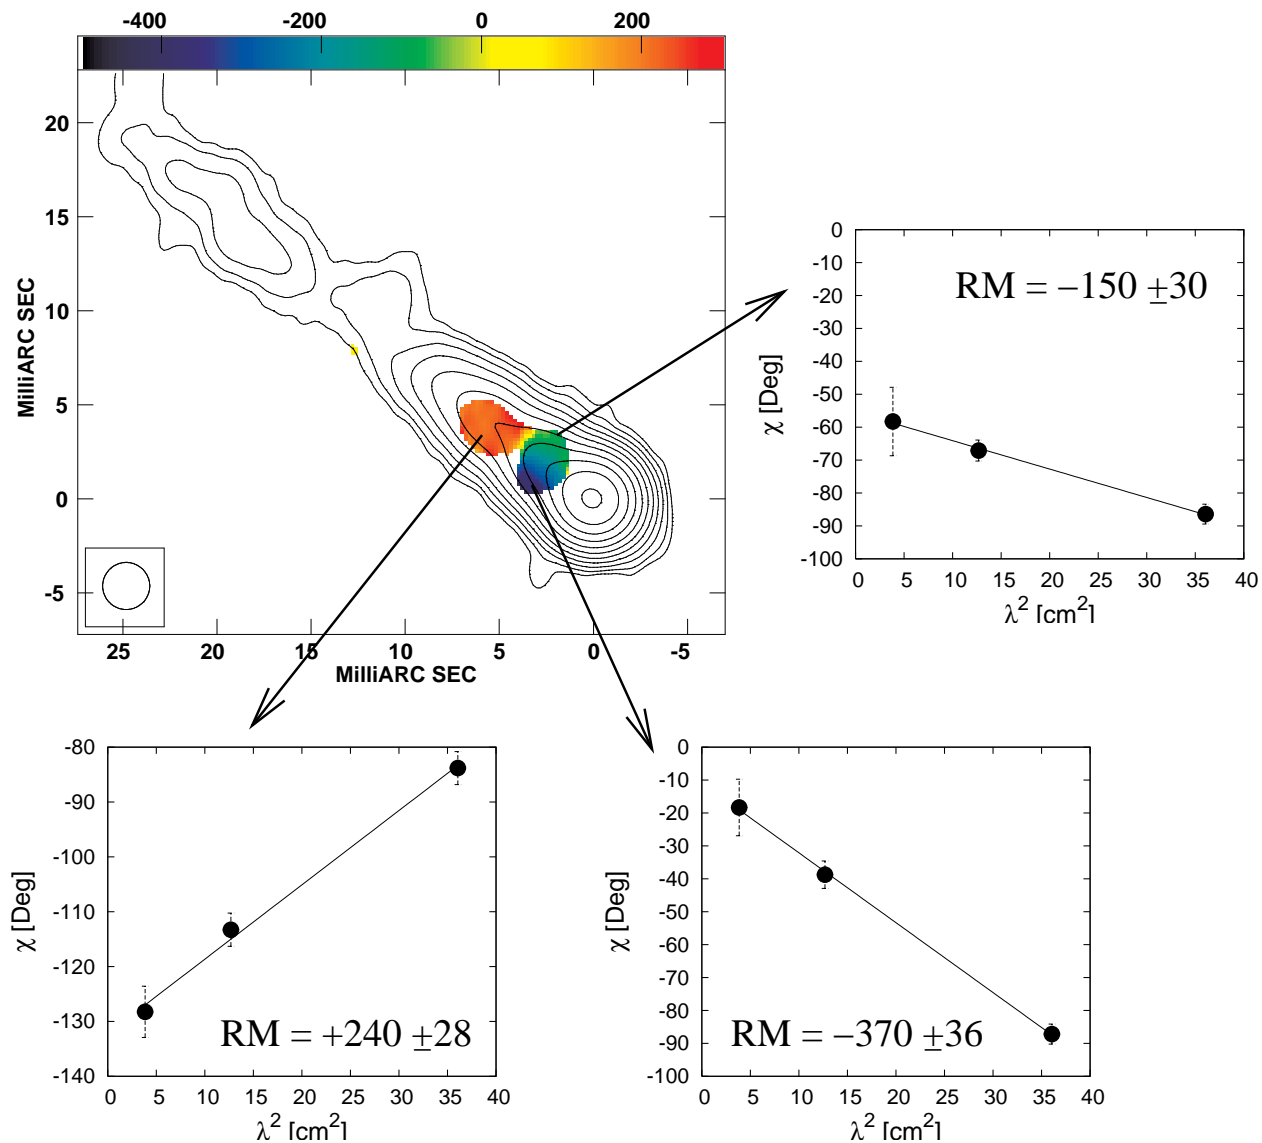 -400 -200 0 200
20
15
10
5
0
-5
MilliARC SEC
25 20 15 10 5 0 -5
MilliARC SEC
0
-10
-20
-30
-40
-50
-60
-70
-80
-90
-100
χ [Deg]
RM = −150 ±30
0 5 10 15 20 25 30 35 40
λ² [cm²]
-80
-90
-100
-110
-120
-130
-140
χ [Deg]
RM = +240 ±28
0 5 10 15 20 25 30 35 40
λ² [cm²]
0
-10
-20
-30
-40
-50
-60
-70
-80
-90
-100
χ [Deg]
RM = −370 ±36
0 5 10 15 20 25 30 35 40
λ² [cm²]